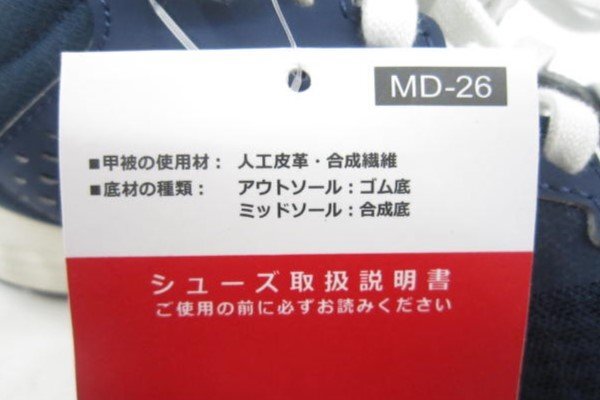 MD-26
■甲被の使用材： 人工皮革・合成繊維
■底材の種類： アウトソール：ゴム底
ミッドソール：合成底
シューズ取扱説明書
ご使用の前に必ずお読みください